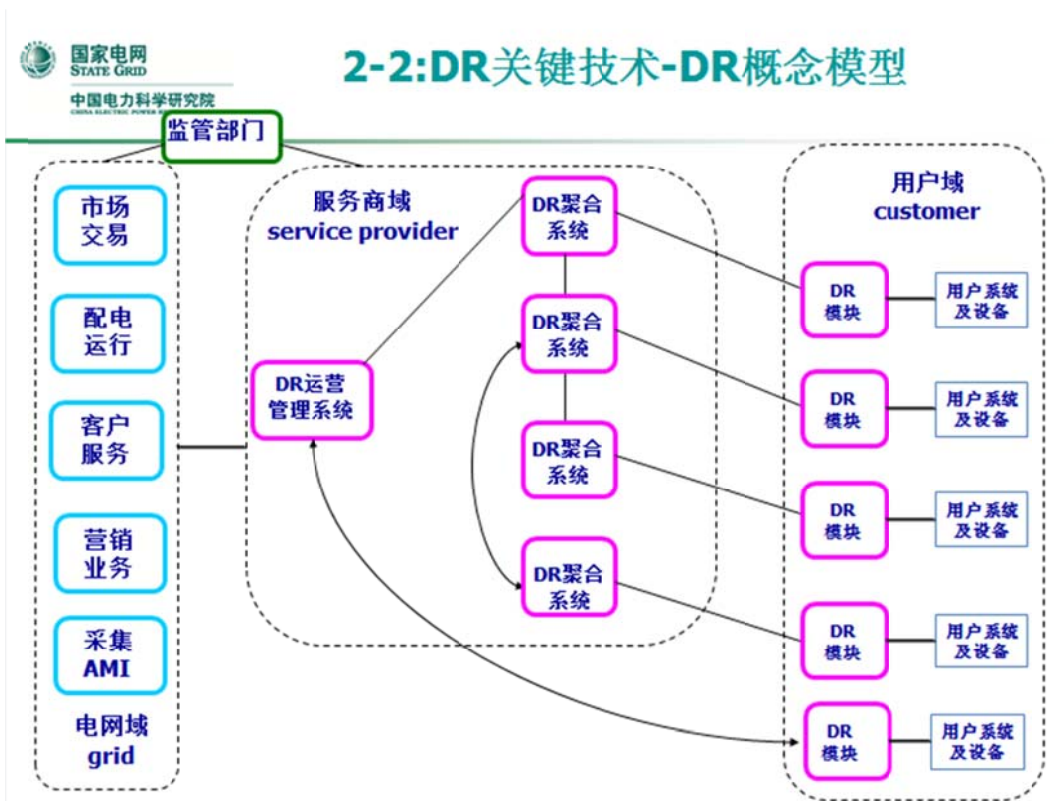 国家电网
STATE GRID
中国电力科学研究院
2-2:DR关键技术-DR概念模型
监管部门
市场
交易
配电
运行
客户
服务
营销
业务
采集
AMI
电网域
grid
服务商域
service provider
DR运营
管理系统
DR聚合
系统
DR聚合
系统
DR聚合
系统
DR聚合
系统
用户域
customer
DR
模块
用户系统
及设备
DR
模块
用户系统
及设备
DR
模块
用户系统
及设备
DR
模块
用户系统
及设备
DR
模块
用户系统
及设备